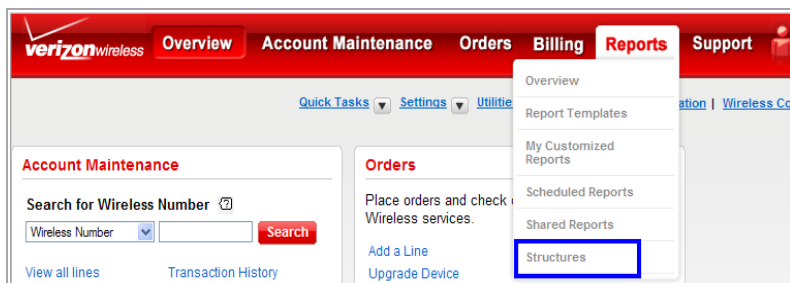 verizonwireless Overview Account Maintenance Orders Billing Reports Support
Quick Tasks Settings Wireless
Overview
Report Templates
My Customized
Reports
Scheduled Reports
Shared Reports
Structures
Account Maintenance
Search for Wireless Number
Wireless Number Search
View all lines Transaction History
Orders
Place orders and check
Wireless services.
Add a Line
Upgrade Device